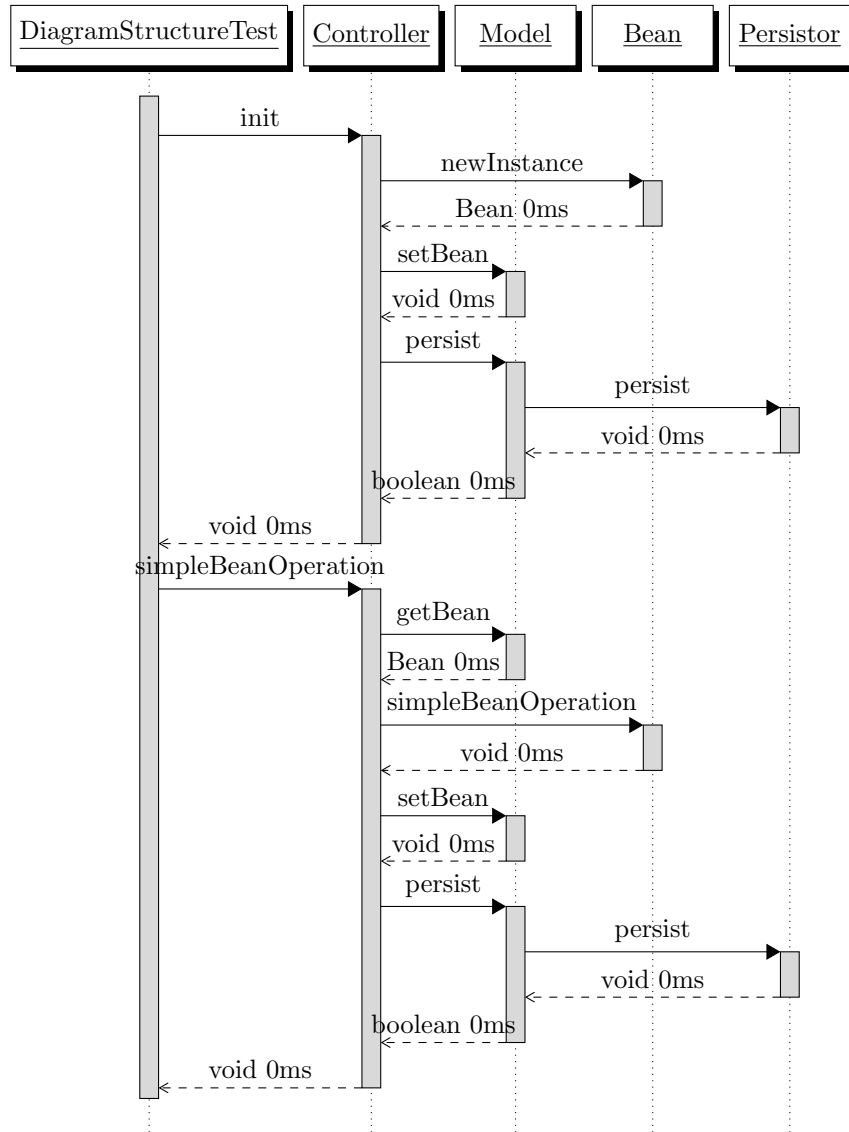 DiagramStructureTest Controller Model Bean Persistor
init
newInstance
Bean 0ms
setBean
void 0ms
persist
persist
void 0ms
boolean 0ms
void 0ms
simpleBeanOperation
getBean
Bean 0ms
simpleBeanOperation
void 0ms
setBean
void 0ms
persist
persist
void 0ms
boolean 0ms
void 0ms